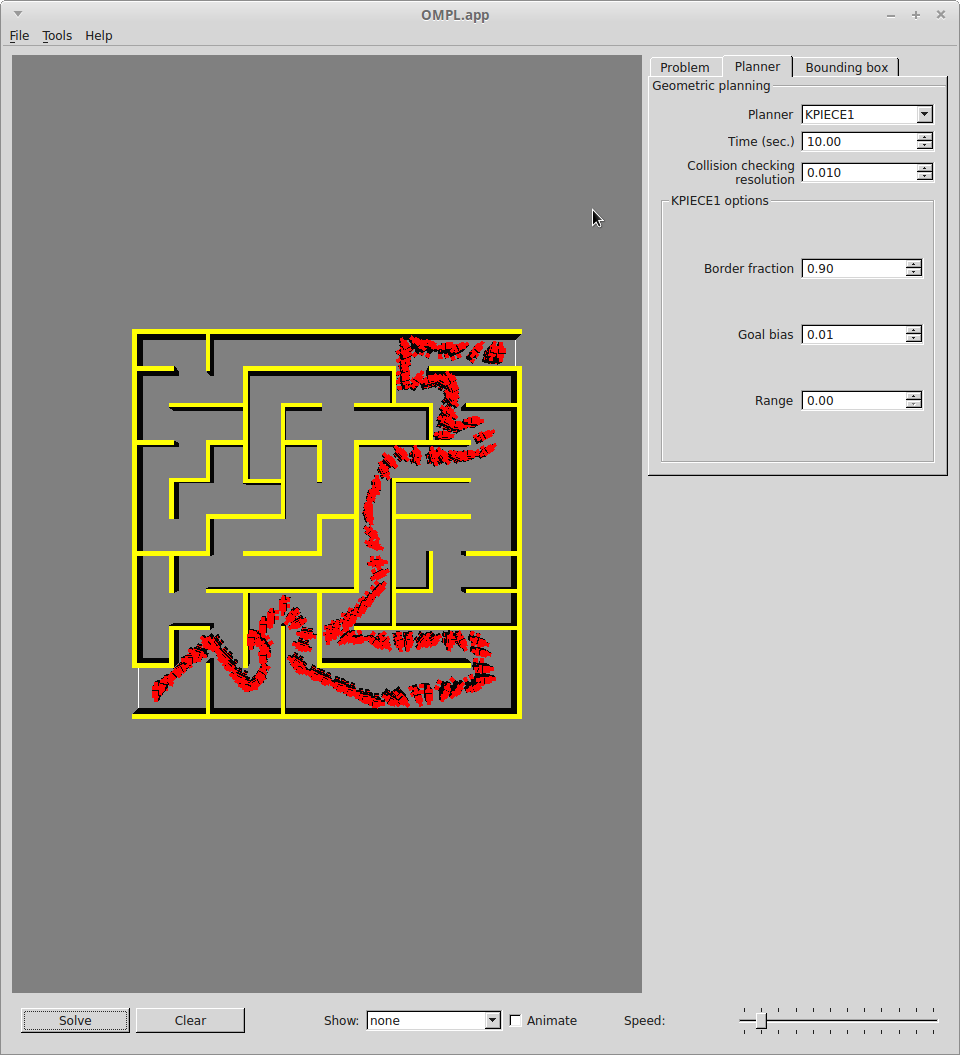 OMPL.app
File Tools Help
Problem Planner Bounding box
Geometric planning
Planner KPIECE1
Time (sec.) 10.00
Collision checking
resolution 0.010
KPIECE1 options
Border fraction 0.90
Goal bias 0.01
Range 0.00
Solve Clear Show: none Animate Speed: